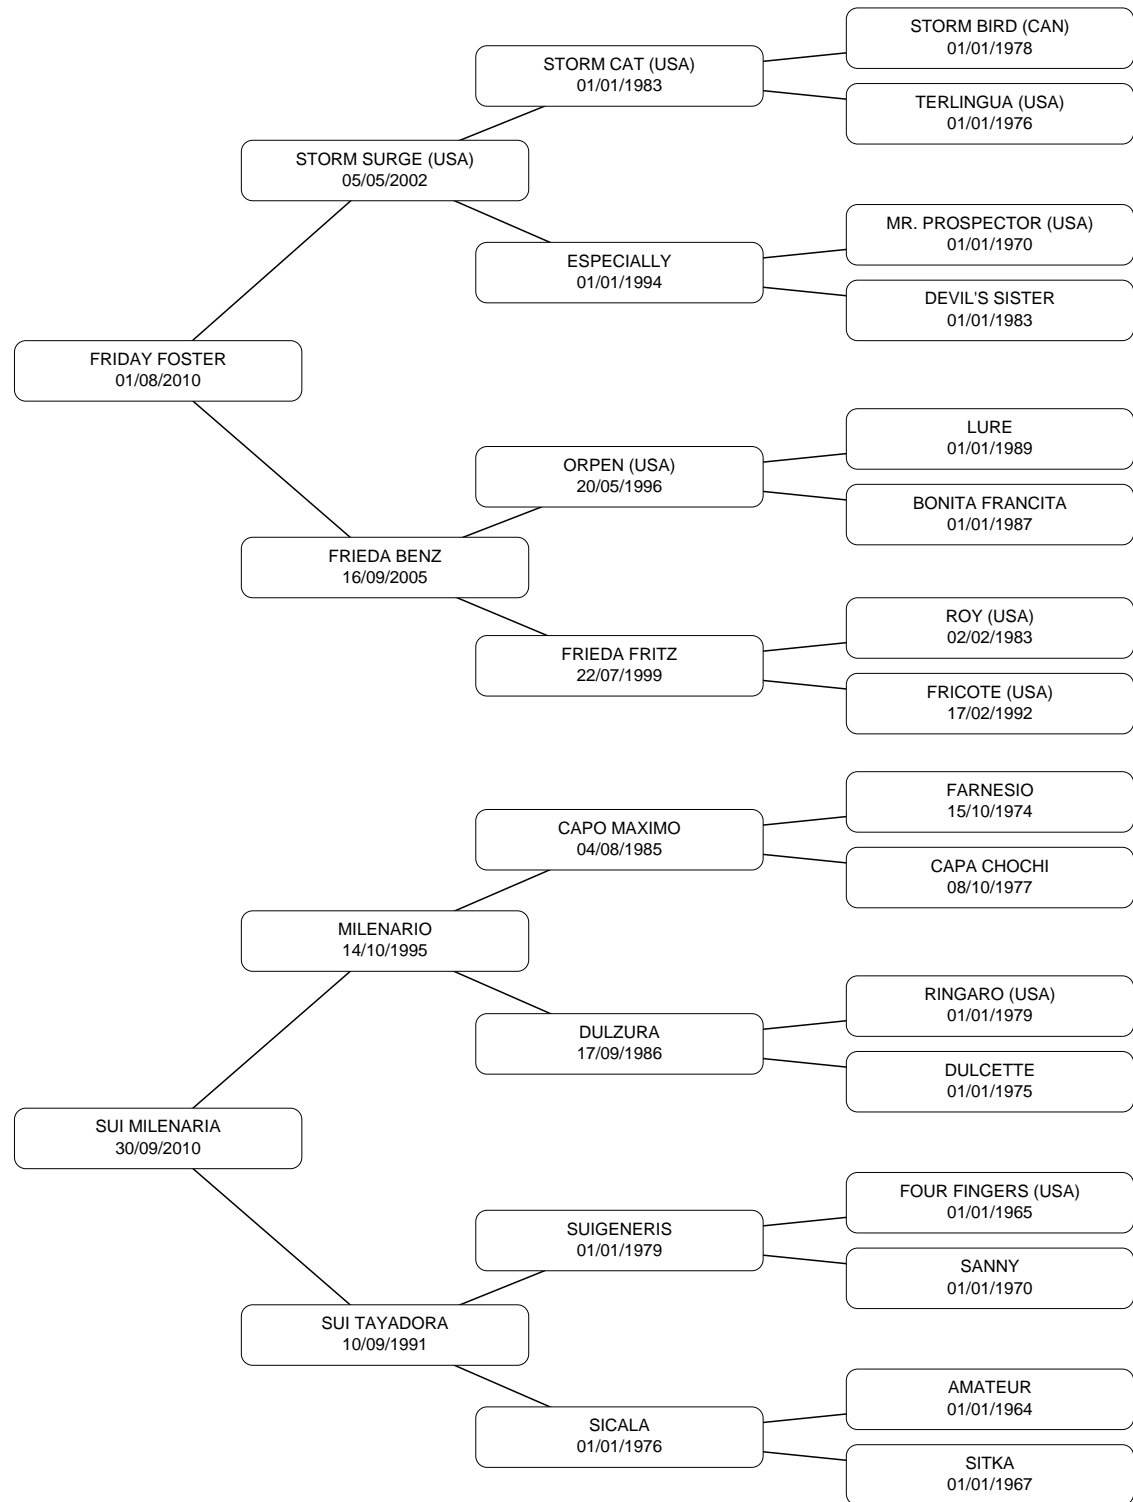 STORM BIRD (CAN)
01/01/1978
STORM CAT (USA)
01/01/1983
TERLINGUA (USA)
01/01/1976
STORM SURGE (USA)
05/05/2002
MR. PROSPECTOR (USA)
01/01/1970
ESPECIALLY
01/01/1994
DEVIL'S SISTER
01/01/1983
FRIDAY FOSTER
01/08/2010
LURE
01/01/1989
ORPEN (USA)
20/05/1996
BONITA FRANCITA
01/01/1987
FRIEDA BENZ
16/09/2005
ROY (USA)
02/02/1983
FRIEDA FRITZ
22/07/1999
FRICOTE (USA)
17/02/1992
FARNESIO
15/10/1974
CAPO MAXIMO
04/08/1985
CAPA CHOCHI
08/10/1977
MILENARIO
14/10/1995
RINGARO (USA)
01/01/1979
DULZURA
17/09/1986
DULCETTE
01/01/1975
SUI MILENARIA
30/09/2010
FOUR FINGERS (USA)
01/01/1965
SUIGENERIS
01/01/1979
SANNY
01/01/1970
SUI TAYADORA
10/09/1991
AMATEUR
01/01/1964
SICALA
01/01/1976
SITKA
01/01/1967